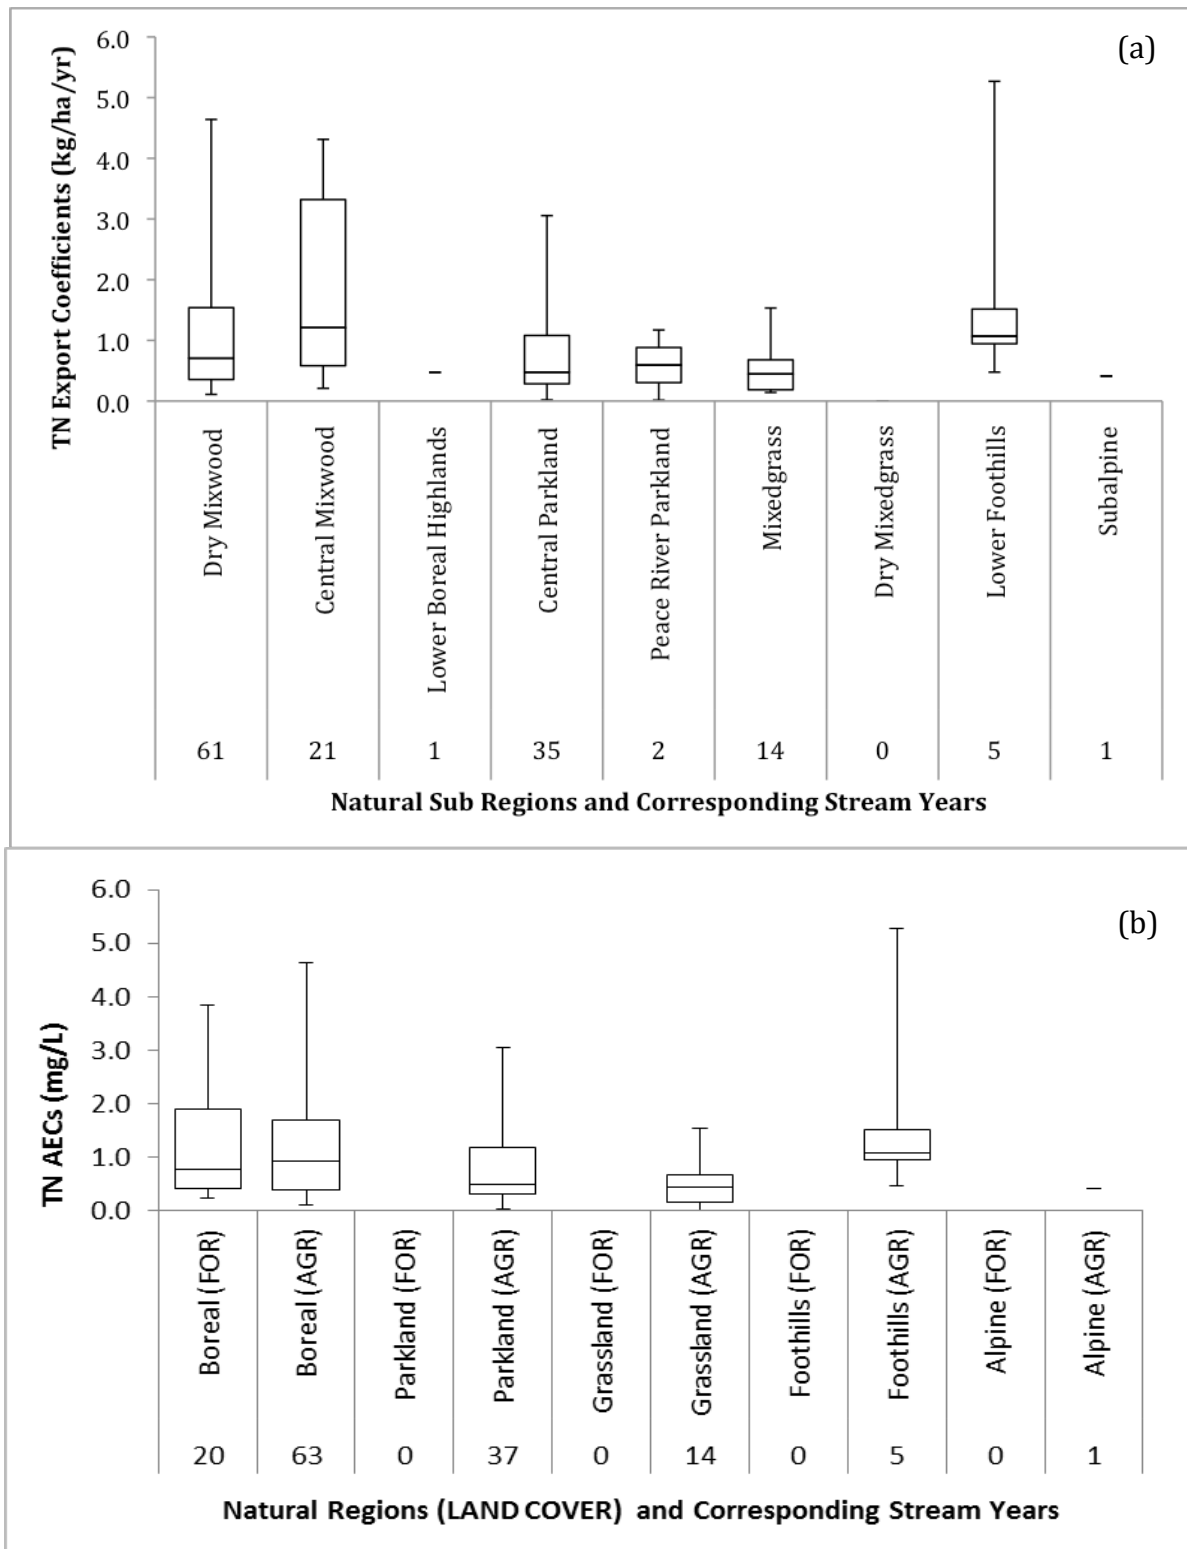 (a)
TN Export Coefficients (kg/ha/yr)
6.0
5.0
4.0
3.0
2.0
1.0
0.0
Dry Mixwood
Central Mixwood
Lower Boreal Highlands
Central Parkland
Peace River Parkland
Mixedgrass
Dry Mixedgrass
Lower Foothills
Subalpine
61 21 1 35 2 14 0 5 1
Natural Sub Regions and Corresponding Stream Years
(b)
TN AECs (mg/L)
6.0
5.0
4.0
3.0
2.0
1.0
0.0
Boreal (FOR)
Boreal (AGR)
Parkland (FOR)
Parkland (AGR)
Grassland (FOR)
Grassland (AGR)
Foothills (FOR)
Foothills (AGR)
Alpine (FOR)
Alpine (AGR)
20 63 0 37 0 14 0 5 0 1
Natural Regions (LAND COVER) and Corresponding Stream Years